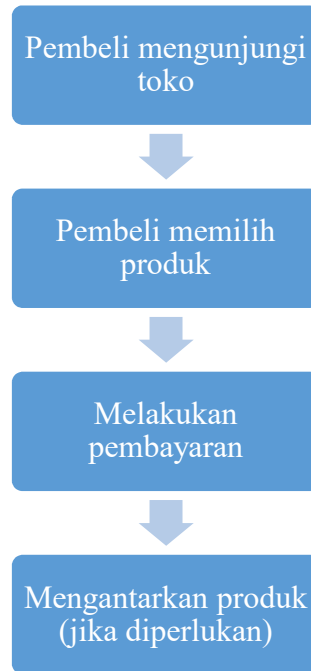 Pembeli mengunjungi
toko
Pembeli memilih
produk
Melakukan
pembayaran
Mengantarkan produk
(jika diperlukan)